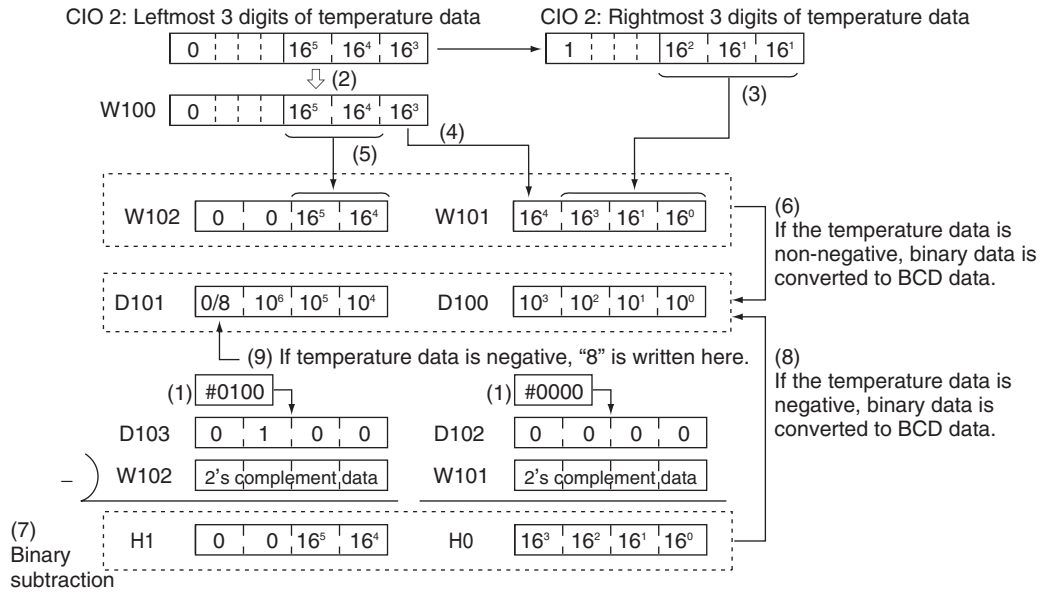 CIO 2: Leftmost 3 digits of temperature data
CIO 2: Rightmost 3 digits of temperature data
0 16⁵ 16⁴ 16³
1 16² 16¹ 16¹
(2)
(3)
W100 0 16⁵ 16⁴ 16³
(4)
(5)
W102 0 0 16⁵ 16⁴
W101 16⁴ 16³ 16¹ 16⁰
(6)
If the temperature data is
non-negative, binary data is
converted to BCD data.
D101 0/8 10⁶ 10⁵ 10⁴
D100 10³ 10² 10¹ 10⁰
(9) If temperature data is negative, “8” is written here.
(8)
If the temperature data is
negative, binary data is
converted to BCD data.
(1) #0100
(1) #0000
D103 0 1 0 0
D102 0 0 0 0
– W102 2’s complement data
W101 2’s complement data
(7)
Binary
subtraction
H1 0 0 16⁵ 16⁴
H0 16³ 16² 16¹ 16⁰